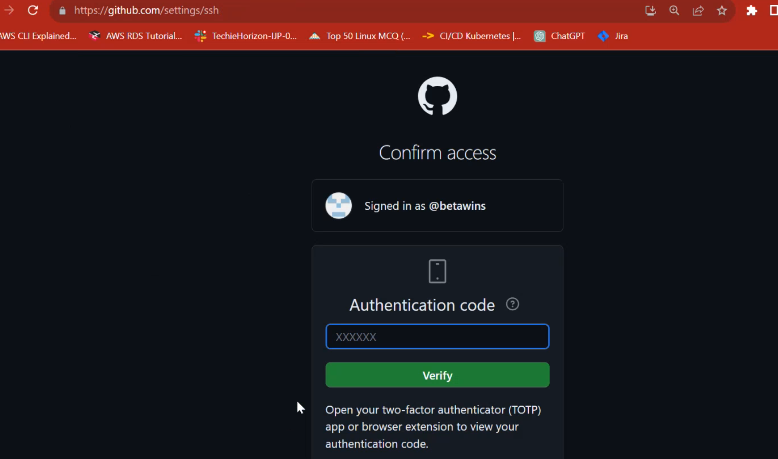 https://github.com/settings/ssh
AWS CLI Explained... AWS RDS Tutorial... TechieHorizon-IJP-0... Top 50 Linux MCQ (... CI/CD Kubernetes |... ChatGPT Jira
Confirm access
Signed in as @betawins
Authentication code
XXXXXX
Verify
Open your two-factor authenticator (TOTP)
app or browser extension to view your
authentication code.